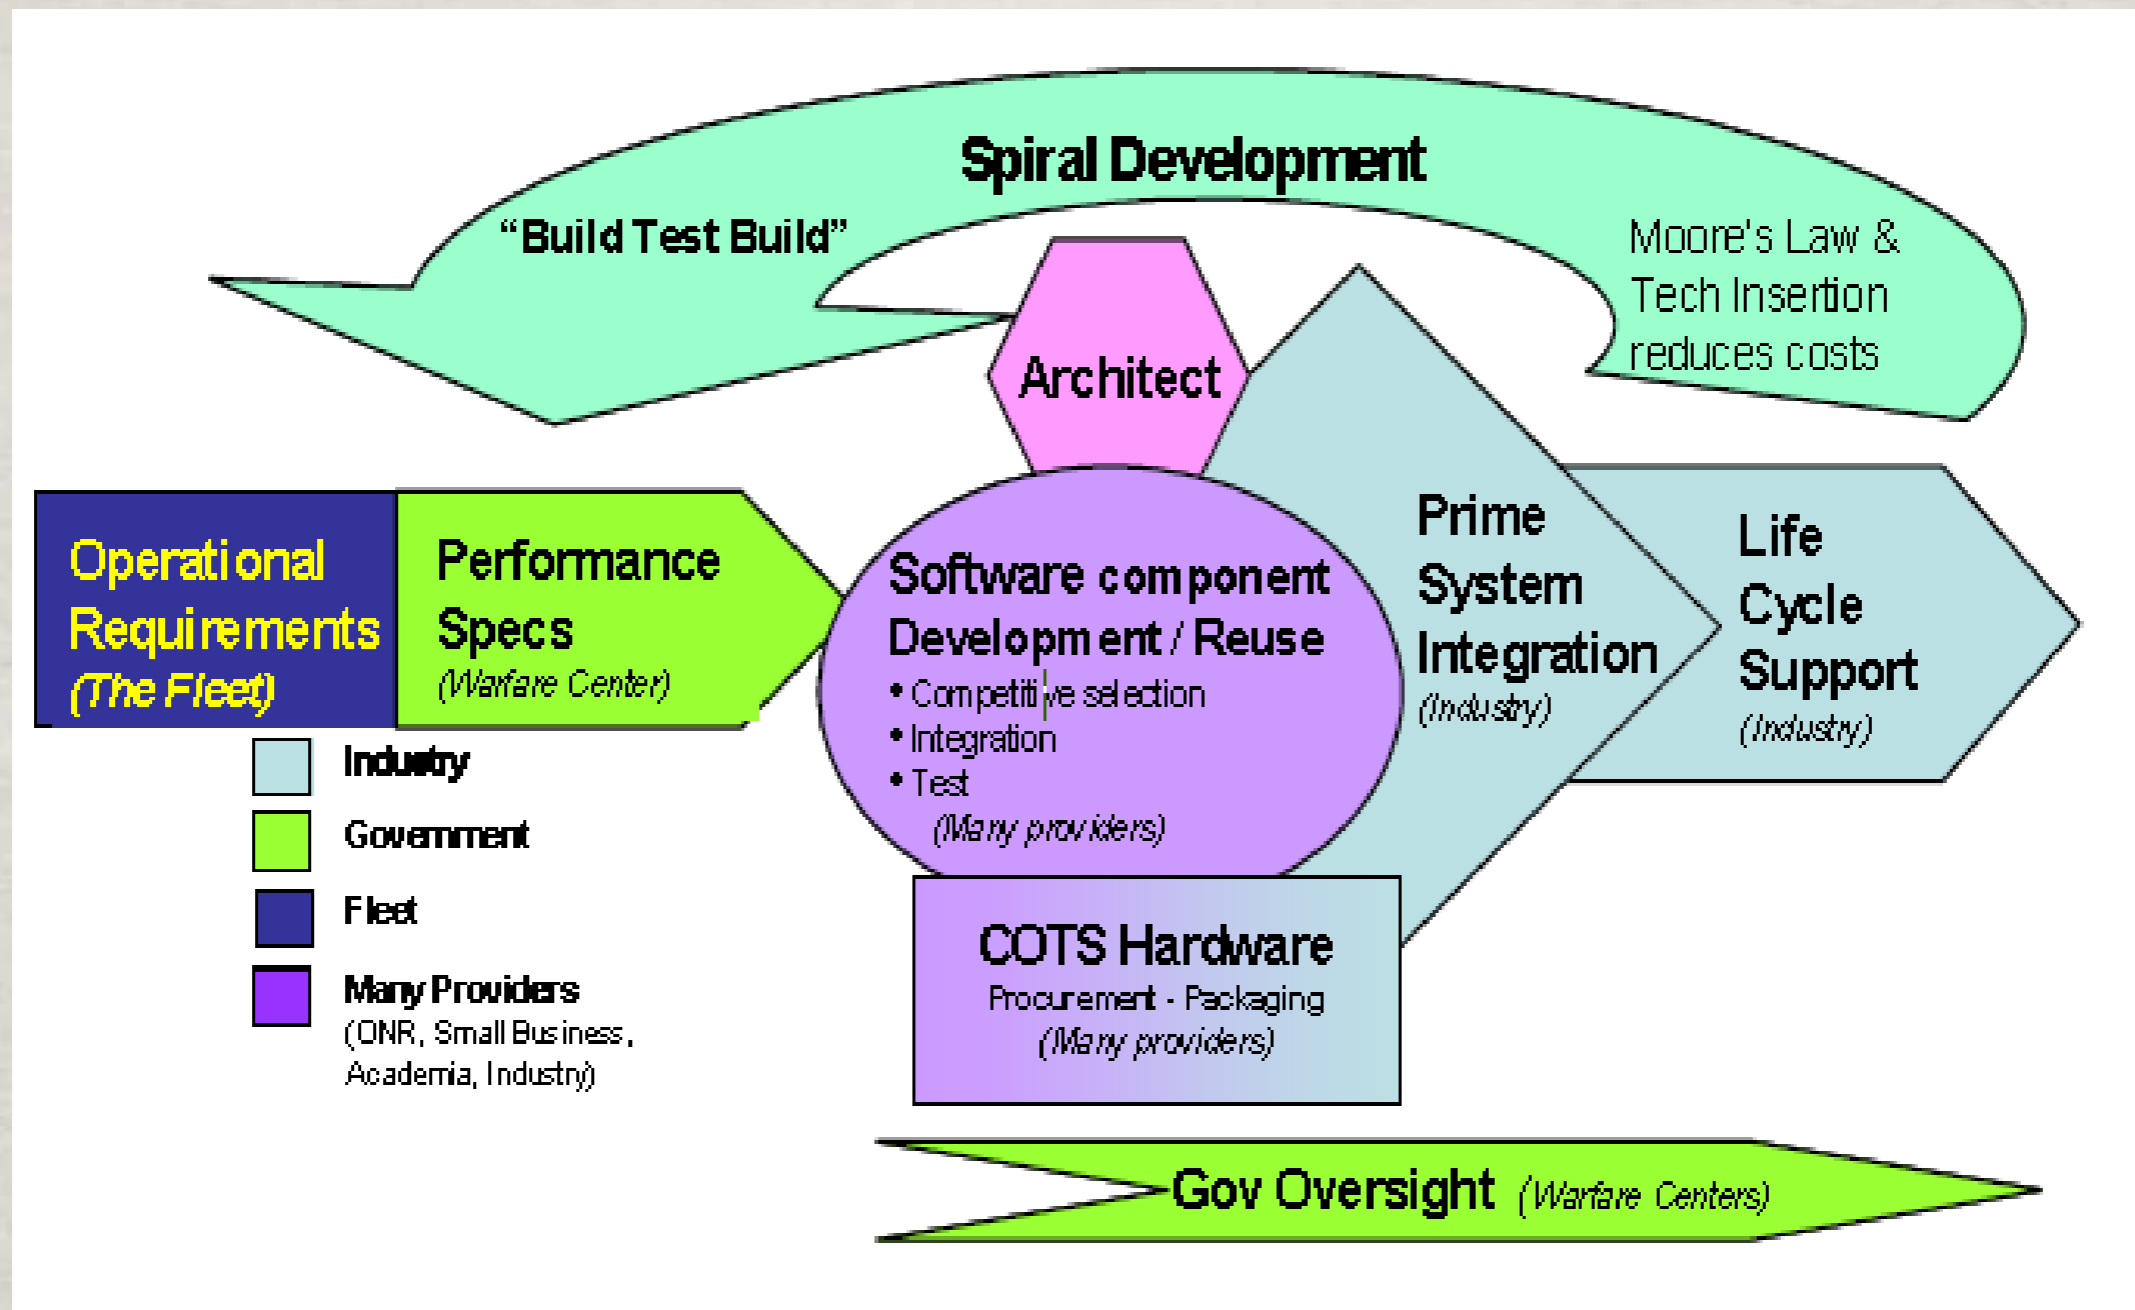 Spiral Development
“Build Test Build”
Moore's Law &
Tech Insertion
reduces costs
Architect
Operational
Requirements
(The Fleet)
Performance
Specs
(Warfare Center)
Software component
Development / Reuse
• Competitive selection
• Integration
• Test
(Many providers)
Prime
System
Integration
(Industry)
Life
Cycle
Support
(Industry)
Industry
Government
Fleet
Many Providers
(ONR, Small Business,
Academia, Industry)
COTS Hardware
Procurement - Packaging
(Many providers)
Gov Oversight (Warfare Centers)